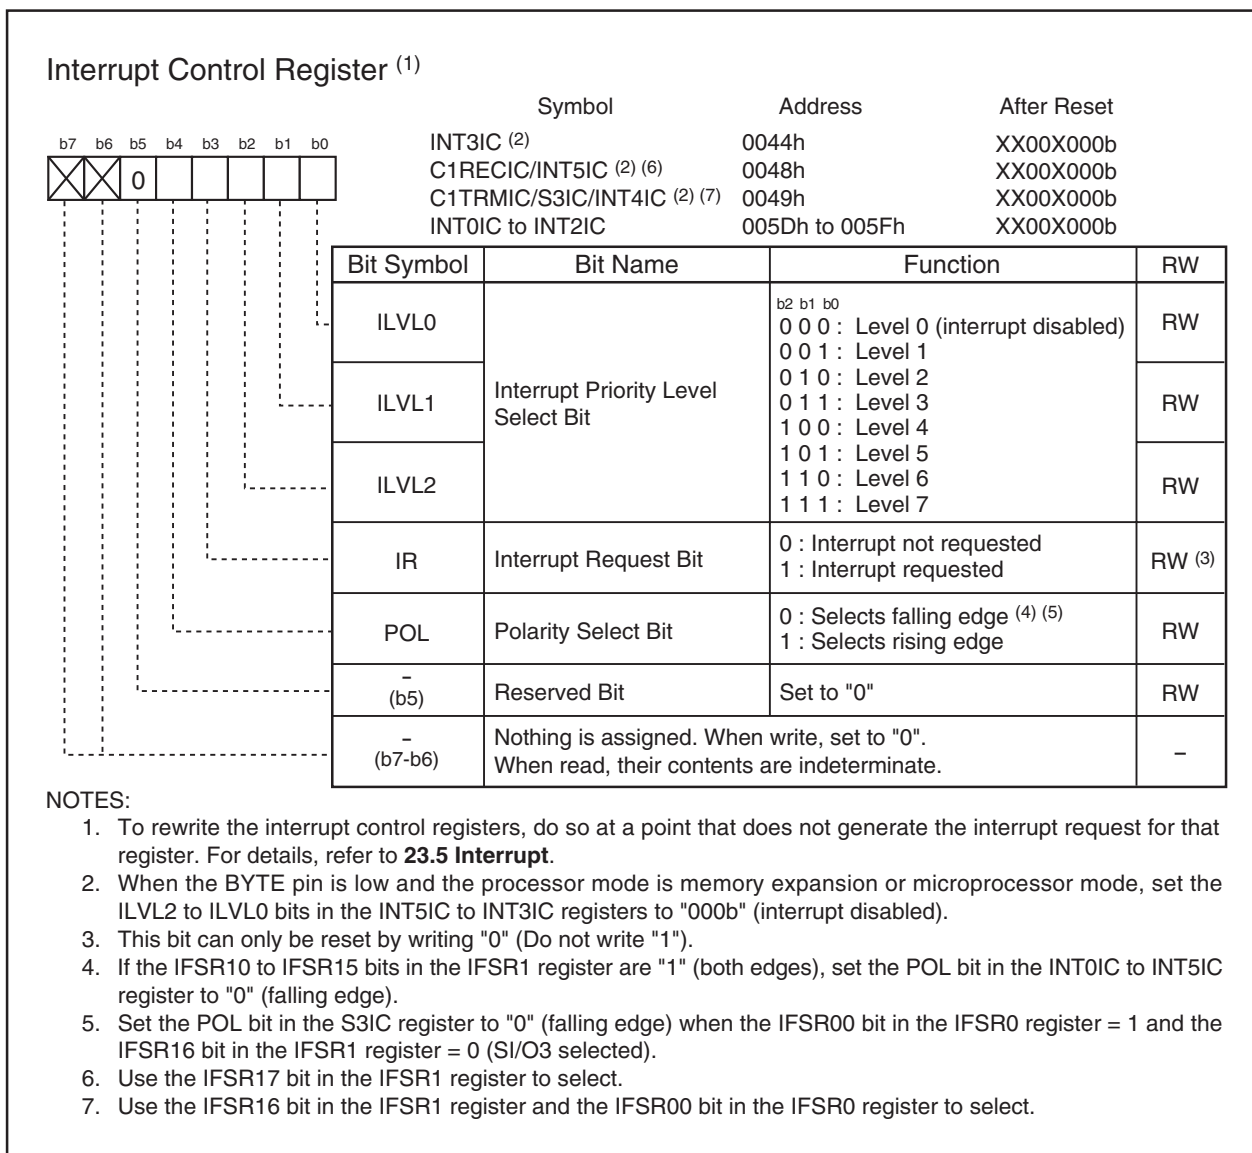 Interrupt Control Register (1)
Symbol Address After Reset
b7 b6 b5 b4 b3 b2 b1 b0
0
INT3IC (2) 0044h XX00X000b
C1RECIC/INT5IC (2) (6) 0048h XX00X000b
C1TRMIC/S3IC/INT4IC (2) (7) 0049h XX00X000b
INT0IC to INT2IC 005Dh to 005Fh XX00X000b
Bit Symbol Bit Name Function RW
ILVL0 RW
ILVL1 RW
ILVL2 RW
Interrupt Priority Level
Select Bit
b2 b1 b0
0 0 0 : Level 0 (interrupt disabled)
0 0 1 : Level 1
0 1 0 : Level 2
0 1 1 : Level 3
1 0 0 : Level 4
1 0 1 : Level 5
1 1 0 : Level 6
1 1 1 : Level 7
IR Interrupt Request Bit 0 : Interrupt not requested RW (3)
1 : Interrupt requested
POL Polarity Select Bit 0 : Selects falling edge (4) (5) RW
1 : Selects rising edge
–
(b5) Reserved Bit Set to "0" RW
–
(b7-b6) Nothing is assigned. When write, set to "0". –
When read, their contents are indeterminate.
NOTES:
1. To rewrite the interrupt control registers, do so at a point that does not generate the interrupt request for that
register. For details, refer to 23.5 Interrupt.
2. When the BYTE pin is low and the processor mode is memory expansion or microprocessor mode, set the
ILVL2 to ILVL0 bits in the INT5IC to INT3IC registers to "000b" (interrupt disabled).
3. This bit can only be reset by writing "0" (Do not write "1").
4. If the IFSR10 to IFSR15 bits in the IFSR1 register are "1" (both edges), set the POL bit in the INT0IC to INT5IC
register to "0" (falling edge).
5. Set the POL bit in the S3IC register to "0" (falling edge) when the IFSR00 bit in the IFSR0 register = 1 and the
IFSR16 bit in the IFSR1 register = 0 (SI/O3 selected).
6. Use the IFSR17 bit in the IFSR1 register to select.
7. Use the IFSR16 bit in the IFSR1 register and the IFSR00 bit in the IFSR0 register to select.